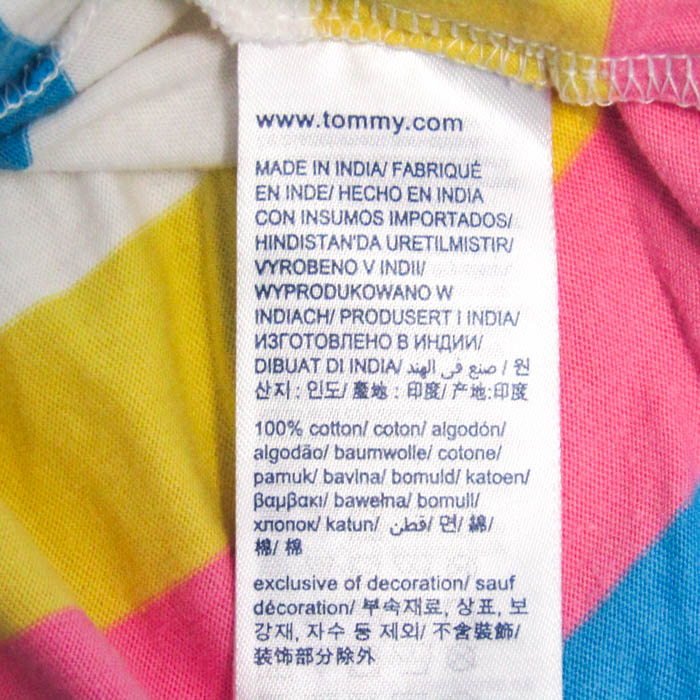 www.tommy.com
MADE IN INDIA/ FABRIQUÉ
EN INDE/ HECHO EN INDIA
CON INSUMOS IMPORTADOS/
HINDISTAN'DA URETILMISTIR/
VYROBENO V INDII/
WYPRODUKOWANO W
INDIACH/ PRODUSERT I INDIA/
ИЗГОТОВЛЕНО В ИНДИИ/
DIBUAT DI INDIA/ صنع في الهند / 원
산지 : 인도/ 產地 : 印度/ 产地:印度
100% cotton/ coton/ algodón/
algodão/ baumwolle/ cotone/
pamuk/ bavlna/ bomuld/ katoen/
βαμβακι/ bawełna/ bomull/
хлопок/ katun/ قطن/ 면/ 綿/
棉/ 棉
exclusive of decoration/ sauf
décoration/ 부속재료, 상표, 보
강재, 자수 등 제외/ 不含裝飾/
装饰部分除外